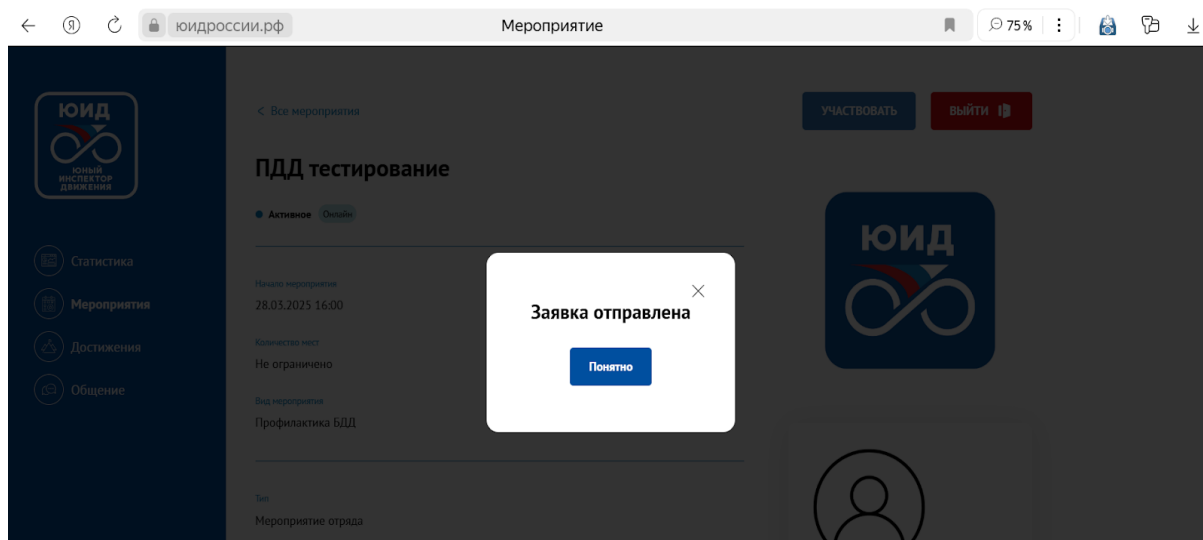 юидроссии.рф
Мероприятие
75 %
ЮИД
ЮНЫЙ
ИНСПЕКТОР
ДВИЖЕНИЯ
Статистика
Мероприятия
Достижения
Общение
< Все мероприятия
УЧАСТВОВАТЬ
ВЫЙТИ
ПДД тестирование
Активное Онлайн
Начало мероприятия
28.03.2025 16:00
Количество мест
Не ограничено
Вид мероприятия
Профилактика БДД
Тип
Мероприятие отряда
Заявка отправлена
Понятно
ЮИД